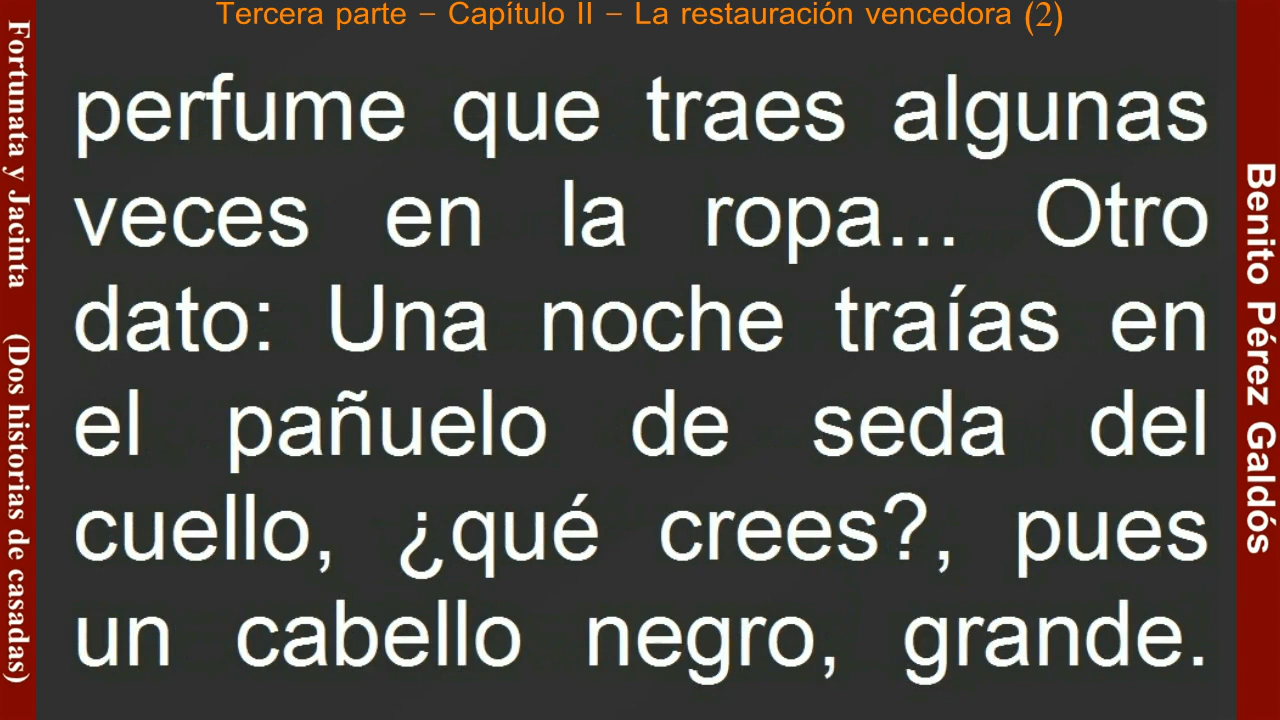 Tercera parte – Capítulo II – La restauración vencedora (2)
Fortunata y Jacinta (Dos historias de casadas)
perfume que traes algunas
veces en la ropa... Otro
dato: Una noche traías en
el pañuelo de seda del
cuello, ¿qué crees?, pues
un cabello negro, grande.
Benito Pérez Galdós